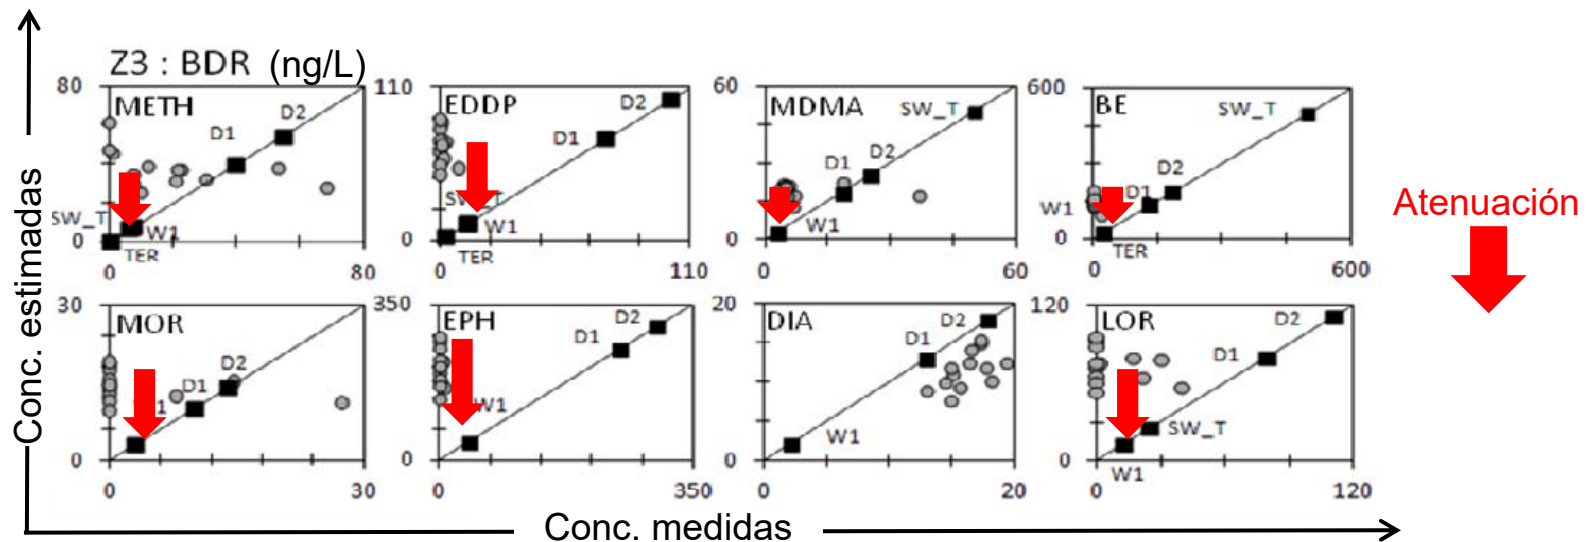 Z3 : BDR (ng/L)
80
METH
D1
D2
SW_T
W1
TER
0
0
80
110
EDDP
D1
D2
SW_T
W1
TER
0
0
110
60
MDMA
SW_T
D1
D2
W1
0
0
60
600
BE
SW_T
D1
D2
W1
TER
0
0
600
Atenuación
30
MOR
D1
D2
0
0
30
350
EPH
D1
D2
W1
0
0
350
20
DIA
D1
D2
W1
0
0
20
120
LOR
D1
D2
SW_T
W1
0
0
120
Conc. estimadas
Conc. medidas